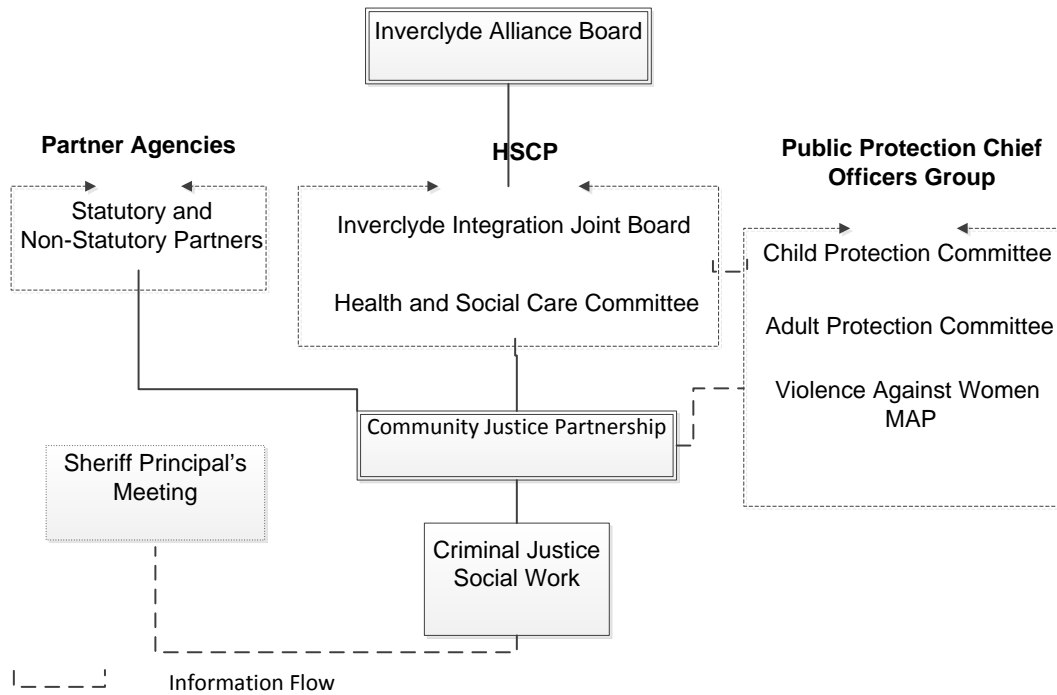 Inverclyde Alliance Board
Partner Agencies
HSCP
Public Protection Chief
Officers Group
Statutory and
Non-Statutory Partners
Inverclyde Integration Joint Board
Health and Social Care Committee
Child Protection Committee
Adult Protection Committee
Violence Against Women
MAP
Community Justice Partnership
Sheriff Principal's
Meeting
Criminal Justice
Social Work
Information Flow